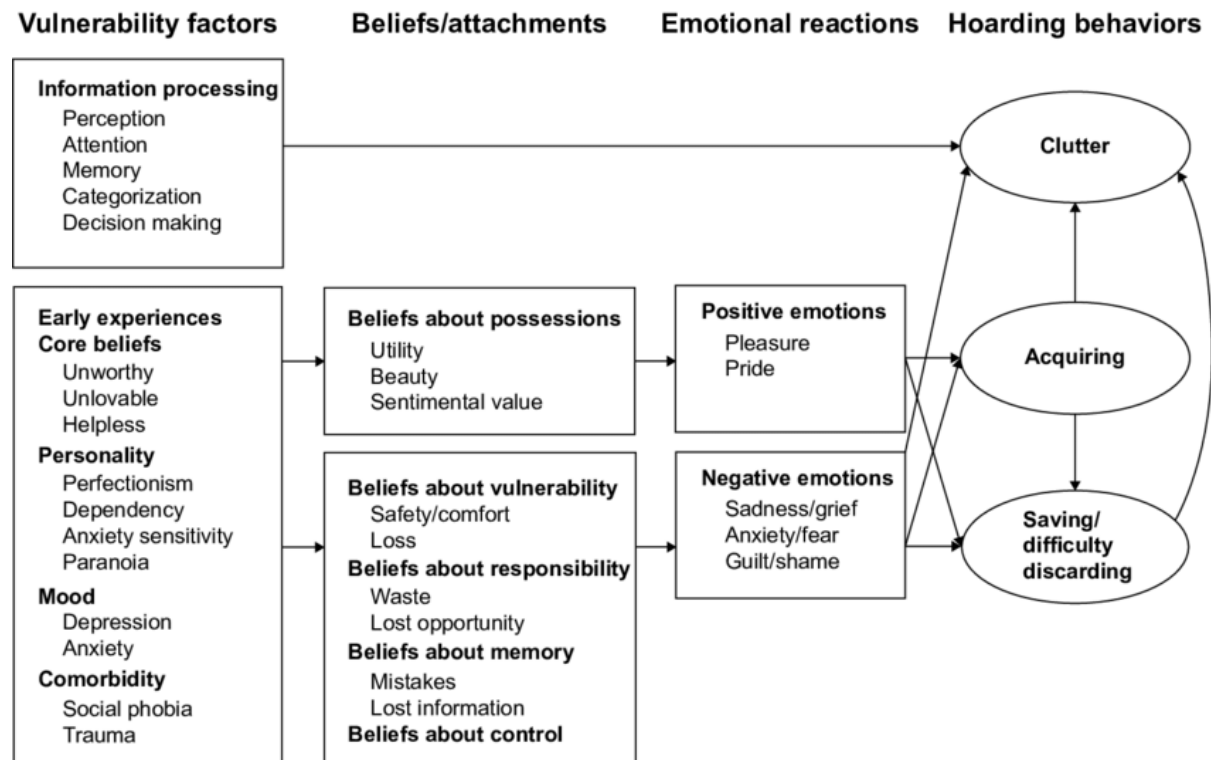 Vulnerability factors
Beliefs/attachments
Emotional reactions
Hoarding behaviors
Information processing
Perception
Attention
Memory
Categorization
Decision making
Early experiences
Core beliefs
Unworthy
Unlovable
Helpless
Personality
Perfectionism
Dependency
Anxiety sensitivity
Paranoia
Mood
Depression
Anxiety
Comorbidity
Social phobia
Trauma
Beliefs about possessions
Utility
Beauty
Sentimental value
Beliefs about vulnerability
Safety/comfort
Loss
Beliefs about responsibility
Waste
Lost opportunity
Beliefs about memory
Mistakes
Lost information
Beliefs about control
Positive emotions
Pleasure
Pride
Negative emotions
Sadness/grief
Anxiety/fear
Guilt/shame
Clutter
Acquiring
Saving/
difficulty
discarding